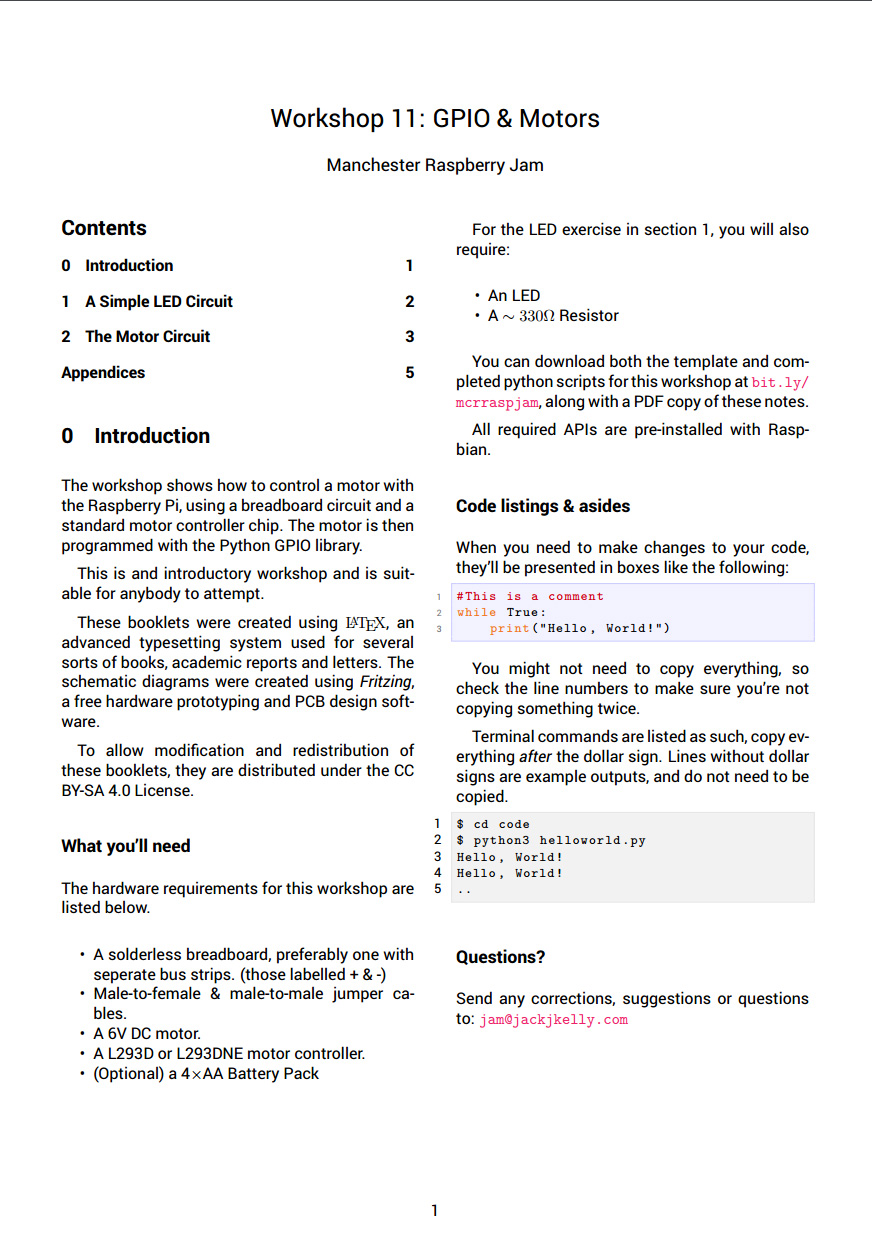 Workshop 11: GPIO & Motors
Manchester Raspberry Jam
Contents
0 Introduction 1
1 A Simple LED Circuit 2
2 The Motor Circuit 3
Appendices 5
0 Introduction
The workshop shows how to control a motor with
the Raspberry Pi, using a breadboard circuit and a
standard motor controller chip. The motor is then
programmed with the Python GPIO library.
This is and introductory workshop and is suit-
able for anybody to attempt.
These booklets were created using LATEX, an
advanced typesetting system used for several
sorts of books, academic reports and letters. The
schematic diagrams were created using Fritzing,
a free hardware prototyping and PCB design soft-
ware.
To allow modification and redistribution of
these booklets, they are distributed under the CC
BY-SA 4.0 License.
What you'll need
The hardware requirements for this workshop are
listed below.
• A solderless breadboard, preferably one with
seperate bus strips. (those labelled + & -)
• Male-to-female & male-to-male jumper ca-
bles.
• A 6V DC motor.
• A L293D or L293DNE motor controller.
• (Optional) a 4×AA Battery Pack
For the LED exercise in section 1, you will also
require:
• An LED
• A ∼ 330Ω Resistor
You can download both the template and com-
pleted python scripts for this workshop at bit.ly/
mcrraspjam, along with a PDF copy of these notes.
All required APIs are pre-installed with Rasp-
bian.
Code listings & asides
When you need to make changes to your code,
they'll be presented in boxes like the following:
1 #This is a comment
2 while True:
3 print("Hello, World!")
You might not need to copy everything, so
check the line numbers to make sure you're not
copying something twice.
Terminal commands are listed as such, copy ev-
erything after the dollar sign. Lines without dollar
signs are example outputs, and do not need to be
copied.
1 $ cd code
2 $ python3 helloworld.py
3 Hello, World!
4 Hello, World!
5 ..
Questions?
Send any corrections, suggestions or questions
to: jam@jackjkelly.com
1